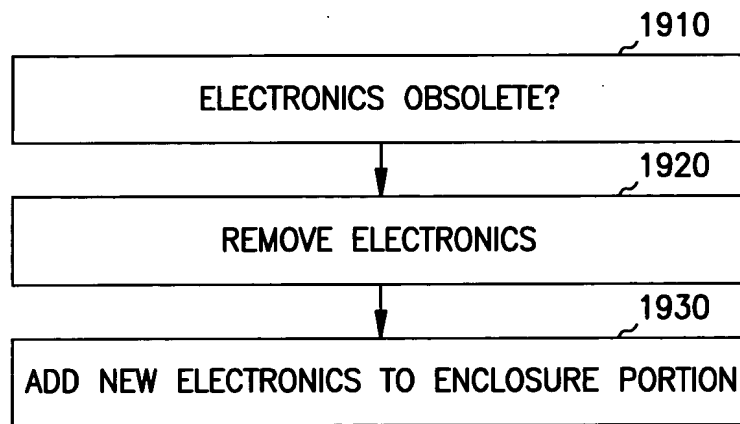 1910
ELECTRONICS OBSOLETE?
1920
REMOVE ELECTRONICS
1930
ADD NEW ELECTRONICS TO ENCLOSURE PORTION